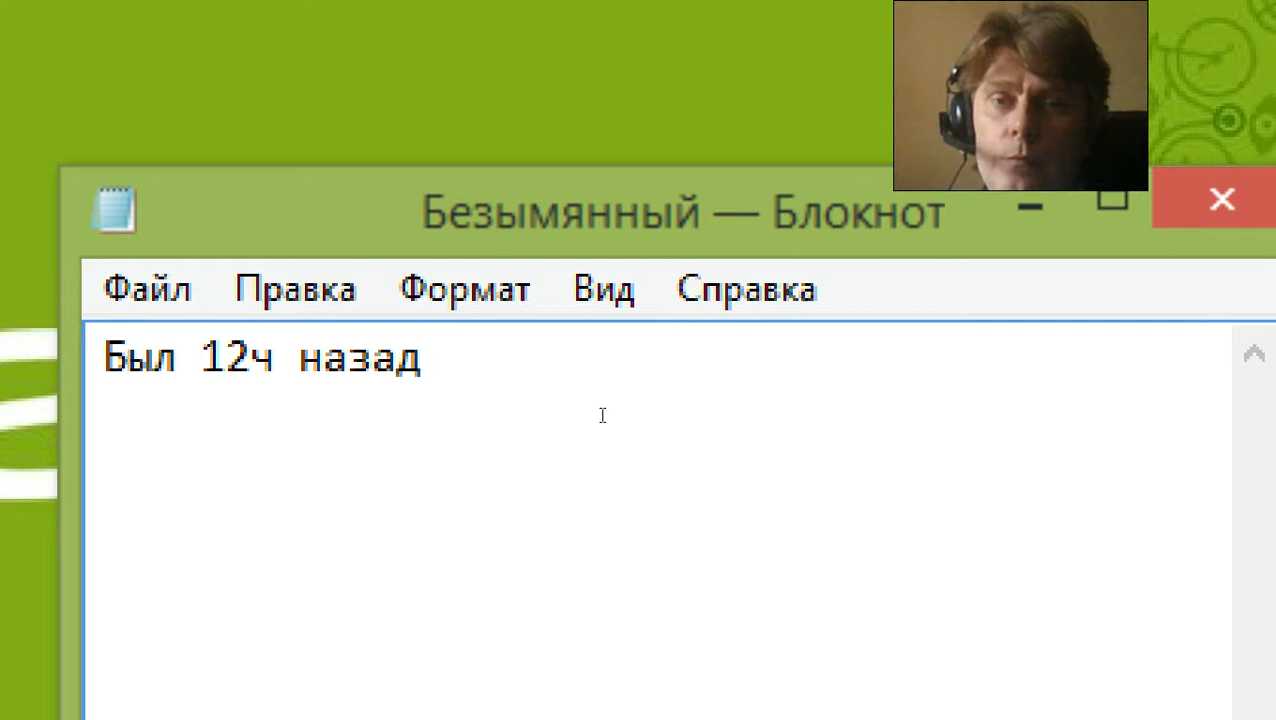 Безымянный — Блокнот
Файл Правка Формат Вид Справка
Был 12ч назад